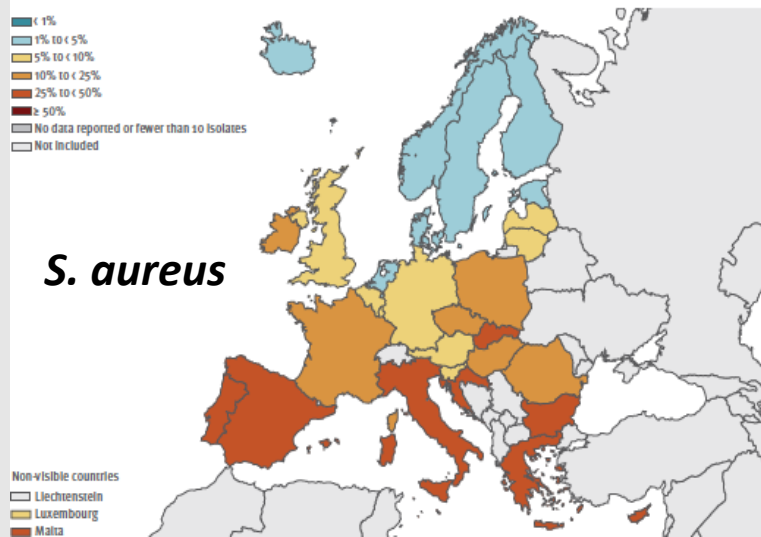 < 1%
1% to < 5%
5% to < 10%
10% to < 25%
25% to < 50%
≥ 50%
No data reported or fewer than 10 isolates
Not included
S. aureus
Non-visible countries
Liechtenstein
Luxembourg
Malta